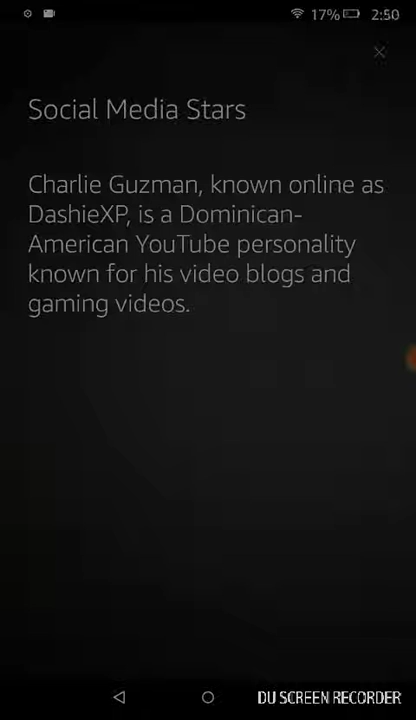 17% 2:50
Social Media Stars
Charlie Guzman, known online as
DashieXP, is a Dominican-
American YouTube personality
known for his video blogs and
gaming videos.
DU SCREEN RECORDER